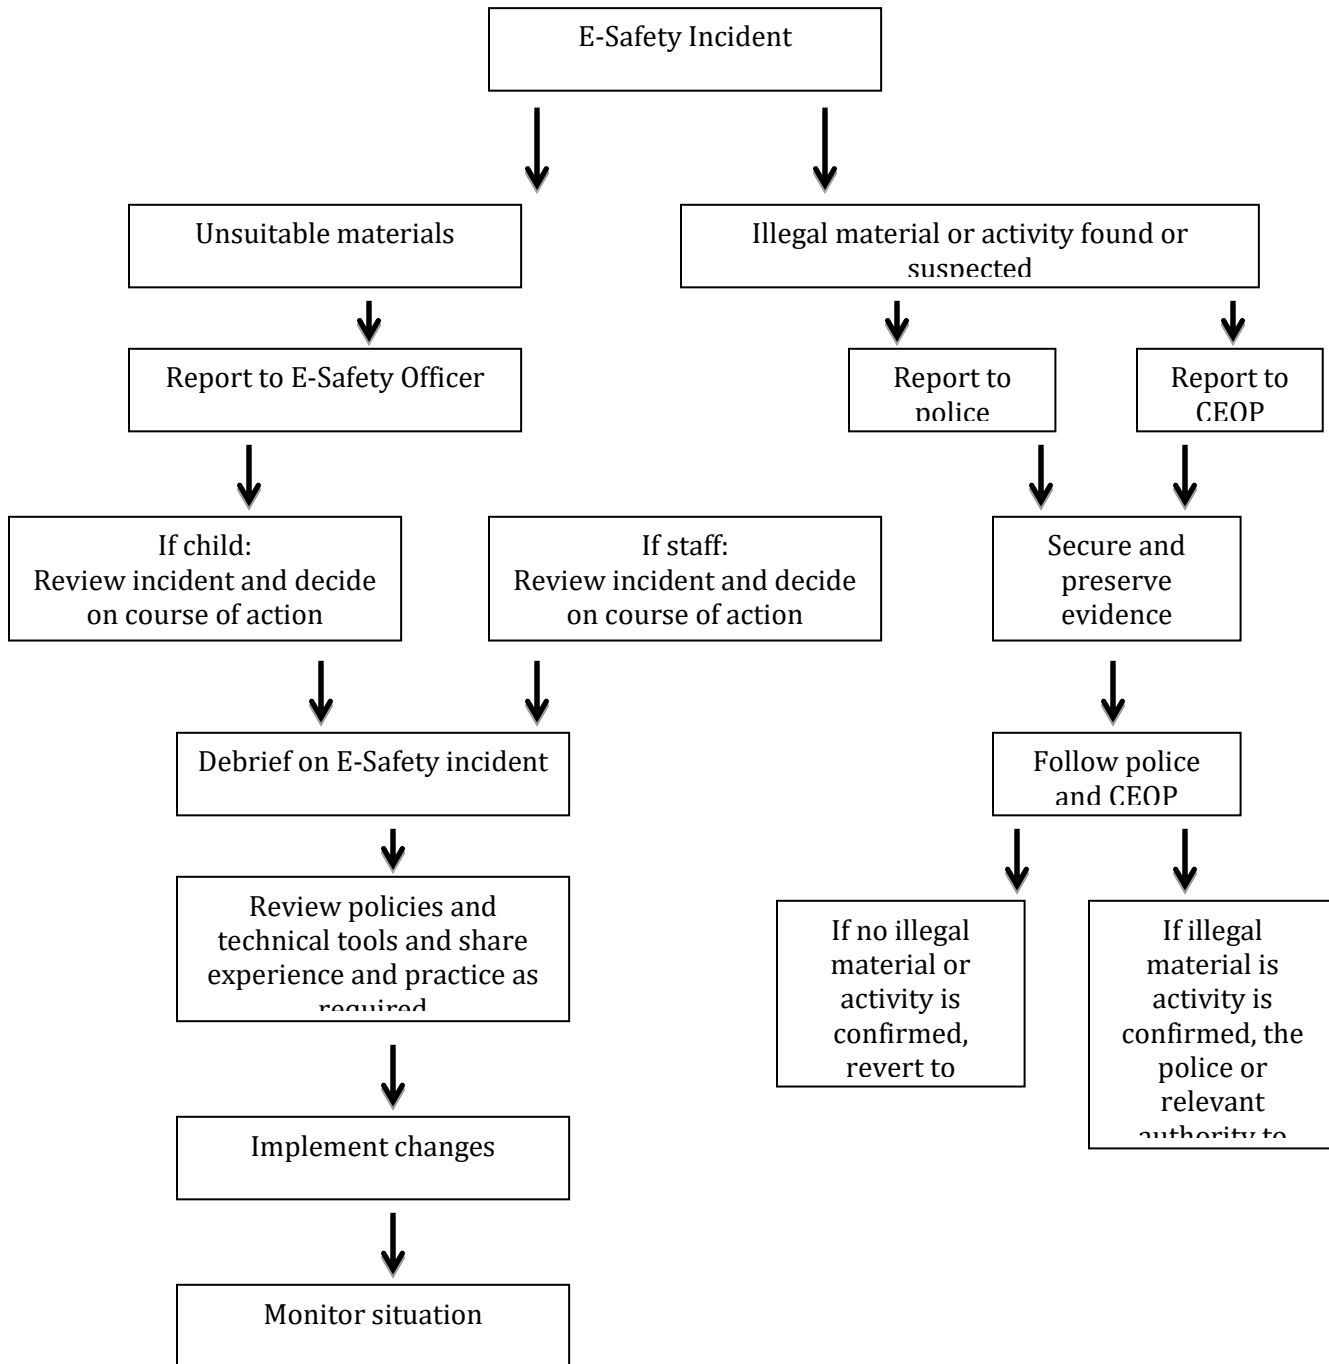 E-Safety Incident
Unsuitable materials
Illegal material or activity found or
suspected
Report to E-Safety Officer
Report to
police
Report to
CEOP
If child:
Review incident and decide
on course of action
If staff:
Review incident and decide
on course of action
Secure and
preserve
evidence
Debrief on E-Safety incident
Follow police
and CEOP
Review policies and
technical tools and share
experience and practice as
required
If no illegal
material or
activity is
confirmed,
revert to
If illegal
material is
activity is
confirmed, the
police or
relevant
authority to
Implement changes
Monitor situation